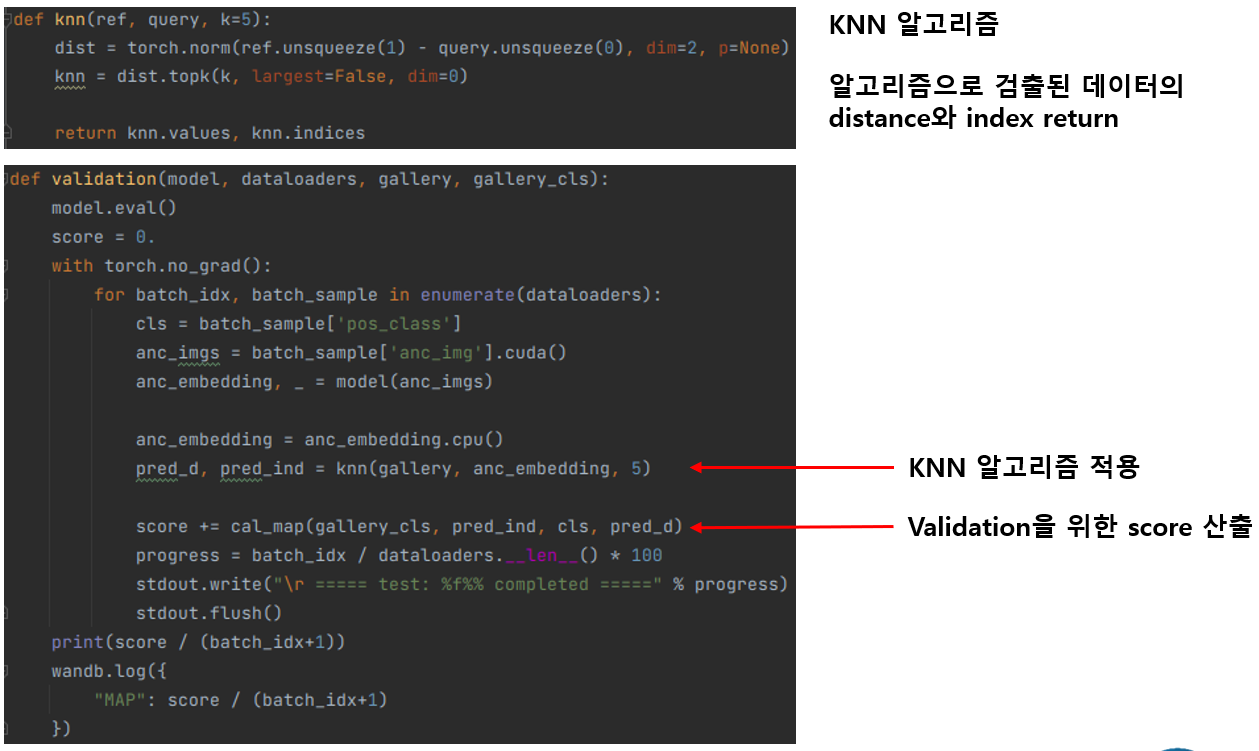 def knn(ref, query, k=5):
    dist = torch.norm(ref.unsqueeze(1) - query.unsqueeze(0), dim=2, p=None)
    knn = dist.topk(k, largest=False, dim=0)
    return knn.values, knn.indices
KNN 알고리즘
알고리즘으로 검출된 데이터의
distance와 index return
def validation(model, dataloaders, gallery, gallery_cls):
    model.eval()
    score = 0.
    with torch.no_grad():
        for batch_idx, batch_sample in enumerate(dataloaders):
            cls = batch_sample['pos_class']
            anc_imgs = batch_sample['anc_img'].cuda()
            anc_embedding, _ = model(anc_imgs)
            anc_embedding = anc_embedding.cpu()
            pred_d, pred_ind = knn(gallery, anc_embedding, 5)
            score += cal_map(gallery_cls, pred_ind, cls, pred_d)
            progress = batch_idx / dataloaders.__len__() * 100
            stdout.write("\r ===== test: %f%% completed =====" % progress)
            stdout.flush()
    print(score / (batch_idx+1))
    wandb.log({
        "MAP": score / (batch_idx+1)
    })
KNN 알고리즘 적용
Validation을 위한 score 산출